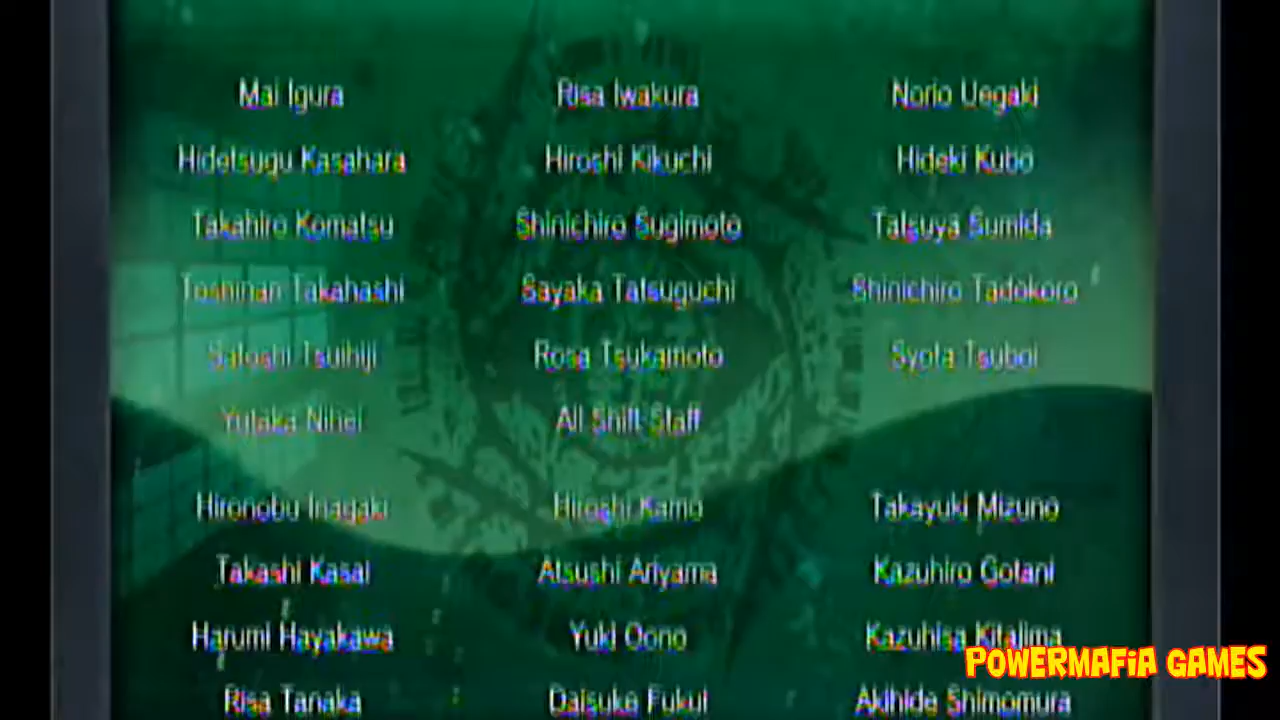 Mai Igura Risa Iwakura Norio Uegaki
Hidetsugu Kasahara Hiroshi Kikuchi Hideki Kubo
Takahiro Komatsu Shinichiro Sugimoto Tatsuya Sumida
Toshinari Takahashi Sayaka Tatsuguchi Shinichiro Tadokoro
Satoshi Tsuihiji Rosa Tsukamoto Syota Tsuboi
Yutaka Nihei All Shift Staff
Hironobu Inagaki Hiroshi Kamo Takayuki Mizuno
Takashi Kasai Atsushi Ariyama Kazuhiro Gotani
Harumi Hayakawa Yuki Oono Kazuhisa Kitajima
POWERMAFIA GAMES
Risa Tanaka Daisuke Fukui Akihide Shimomura